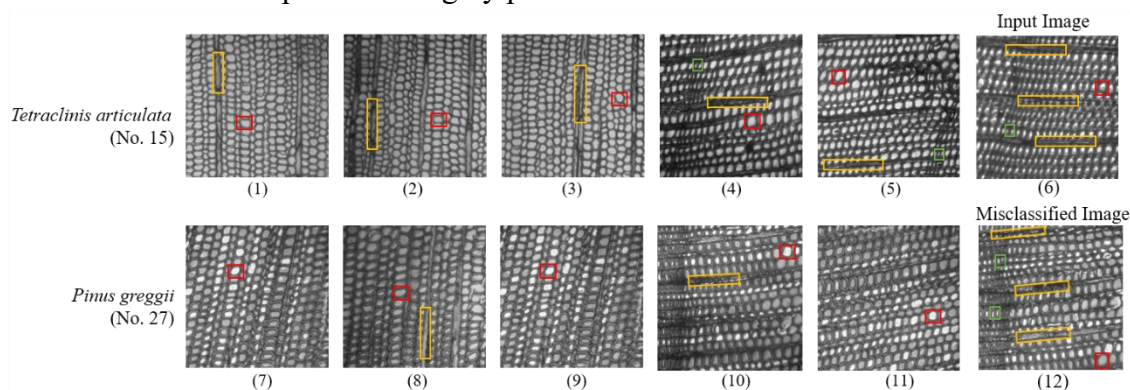 Input Image
Tetraclinis articulata
(No. 15)
(1) (2) (3) (4) (5) (6)
Misclassified Image
Pinus greggii
(No. 27)
(7) (8) (9) (10) (11) (12)